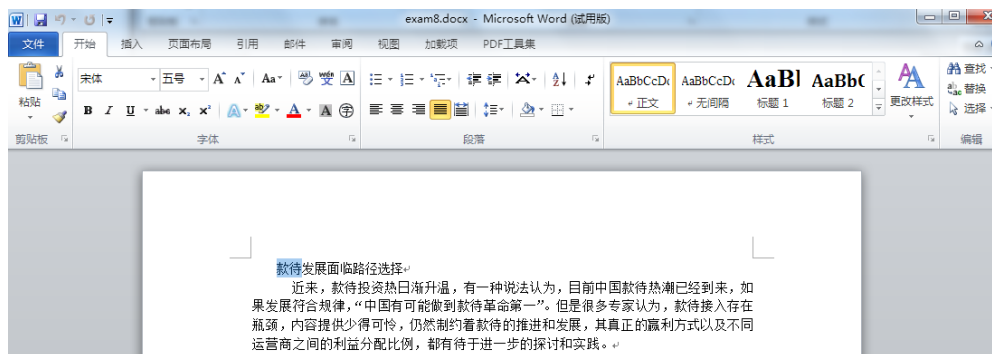 exam8.docx - Microsoft Word (试用版)
文件 开始 插入 页面布局 引用 邮件 审阅 视图 加载项 PDF工具集
宋体 五号 A A Aa wén 文 A
AaBbCcDc AaBbCcDc AaBl AaBbC
查找
粘贴
正文 无间隔 标题 1 标题 2
更改样式
替换
B I U abc x₂ x² A ab A A 字
选择
剪贴板 字体 段落 样式 编辑
款待发展面临路径选择
近来，款待投资热日渐升温，有一种说法认为，目前中国款待热潮已经到来，如
果发展符合规律，“中国有可能做到款待革命第一”。但是很多专家认为，款待接入存在
瓶颈，内容提供少得可怜，仍然制约着款待的推进和发展，其真正的赢利方式以及不同
运营商之间的利益分配比例，都有待于进一步的探讨和实践。